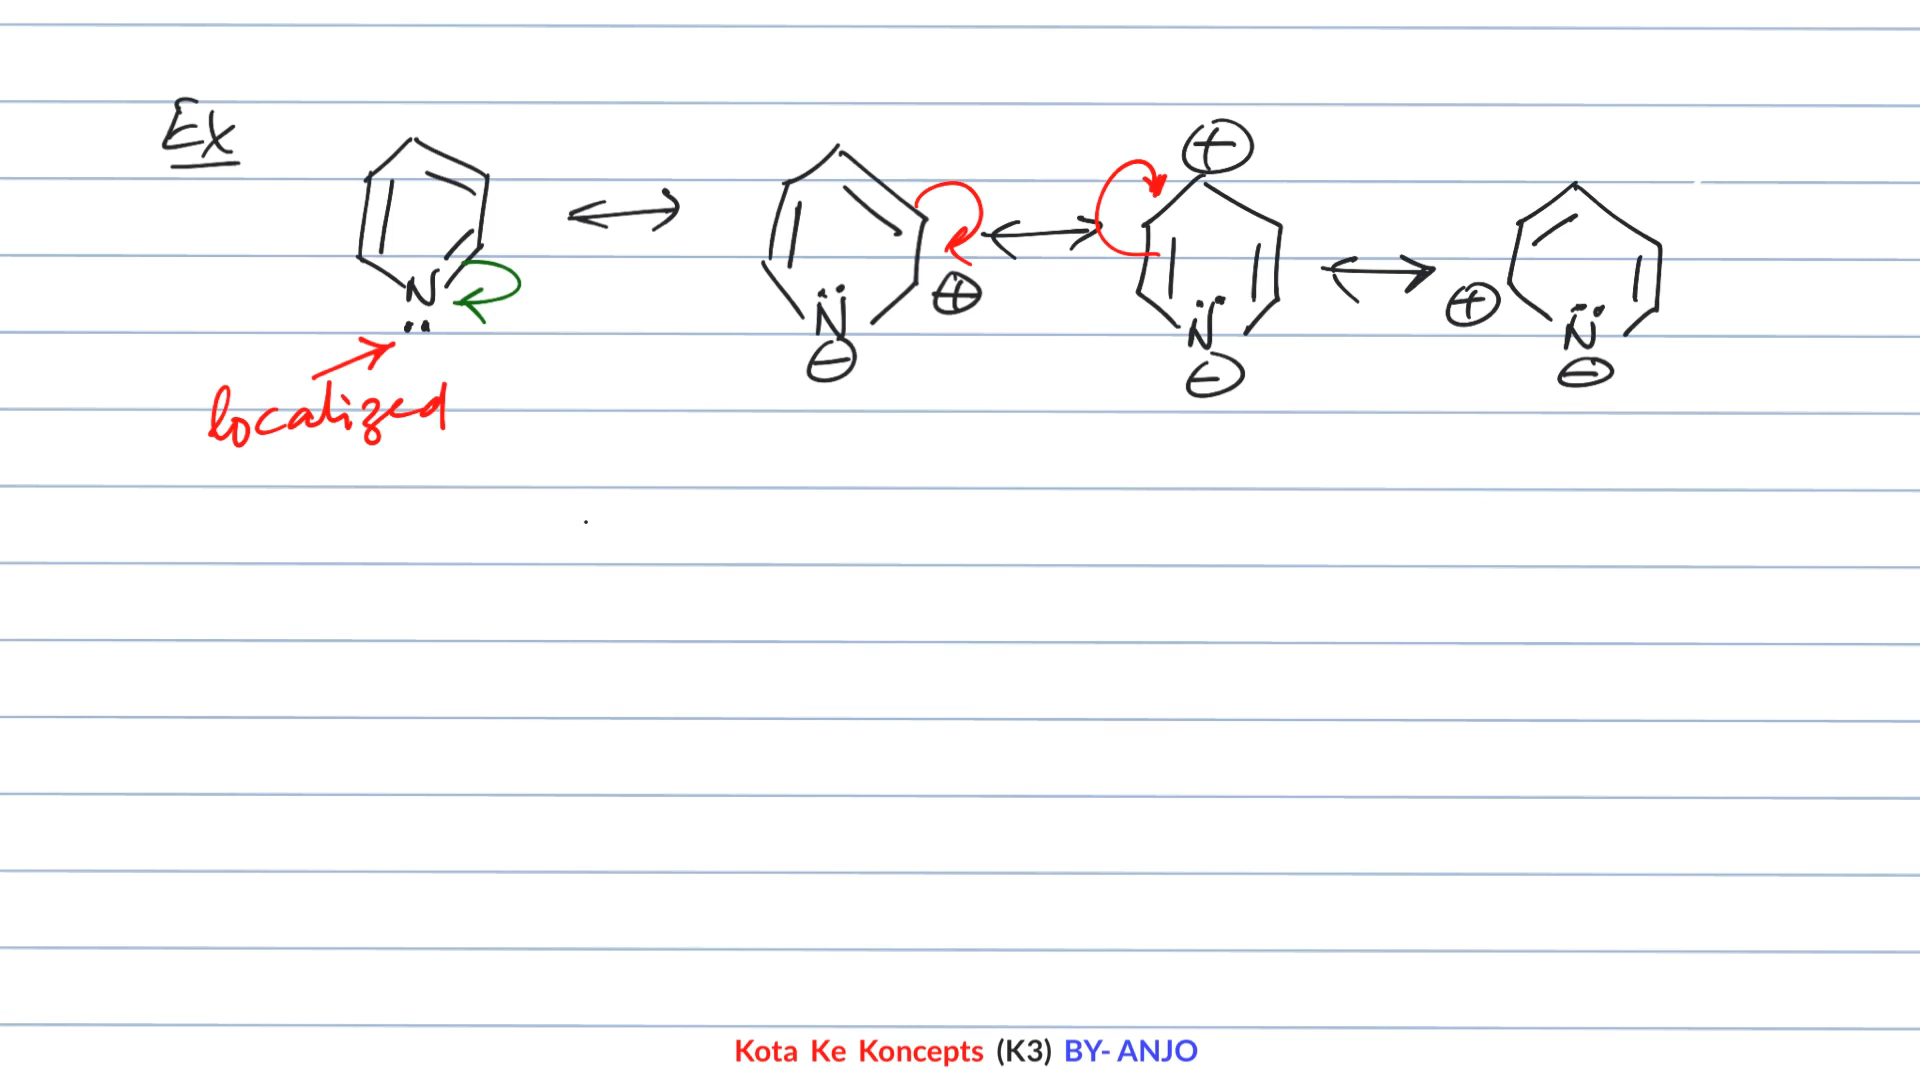 Ex
⊕
⊕
⊕
N
N̈
N̈
N̈
⊖
⊖
⊖
localized
Kota Ke Koncepts (K3) BY- ANJO